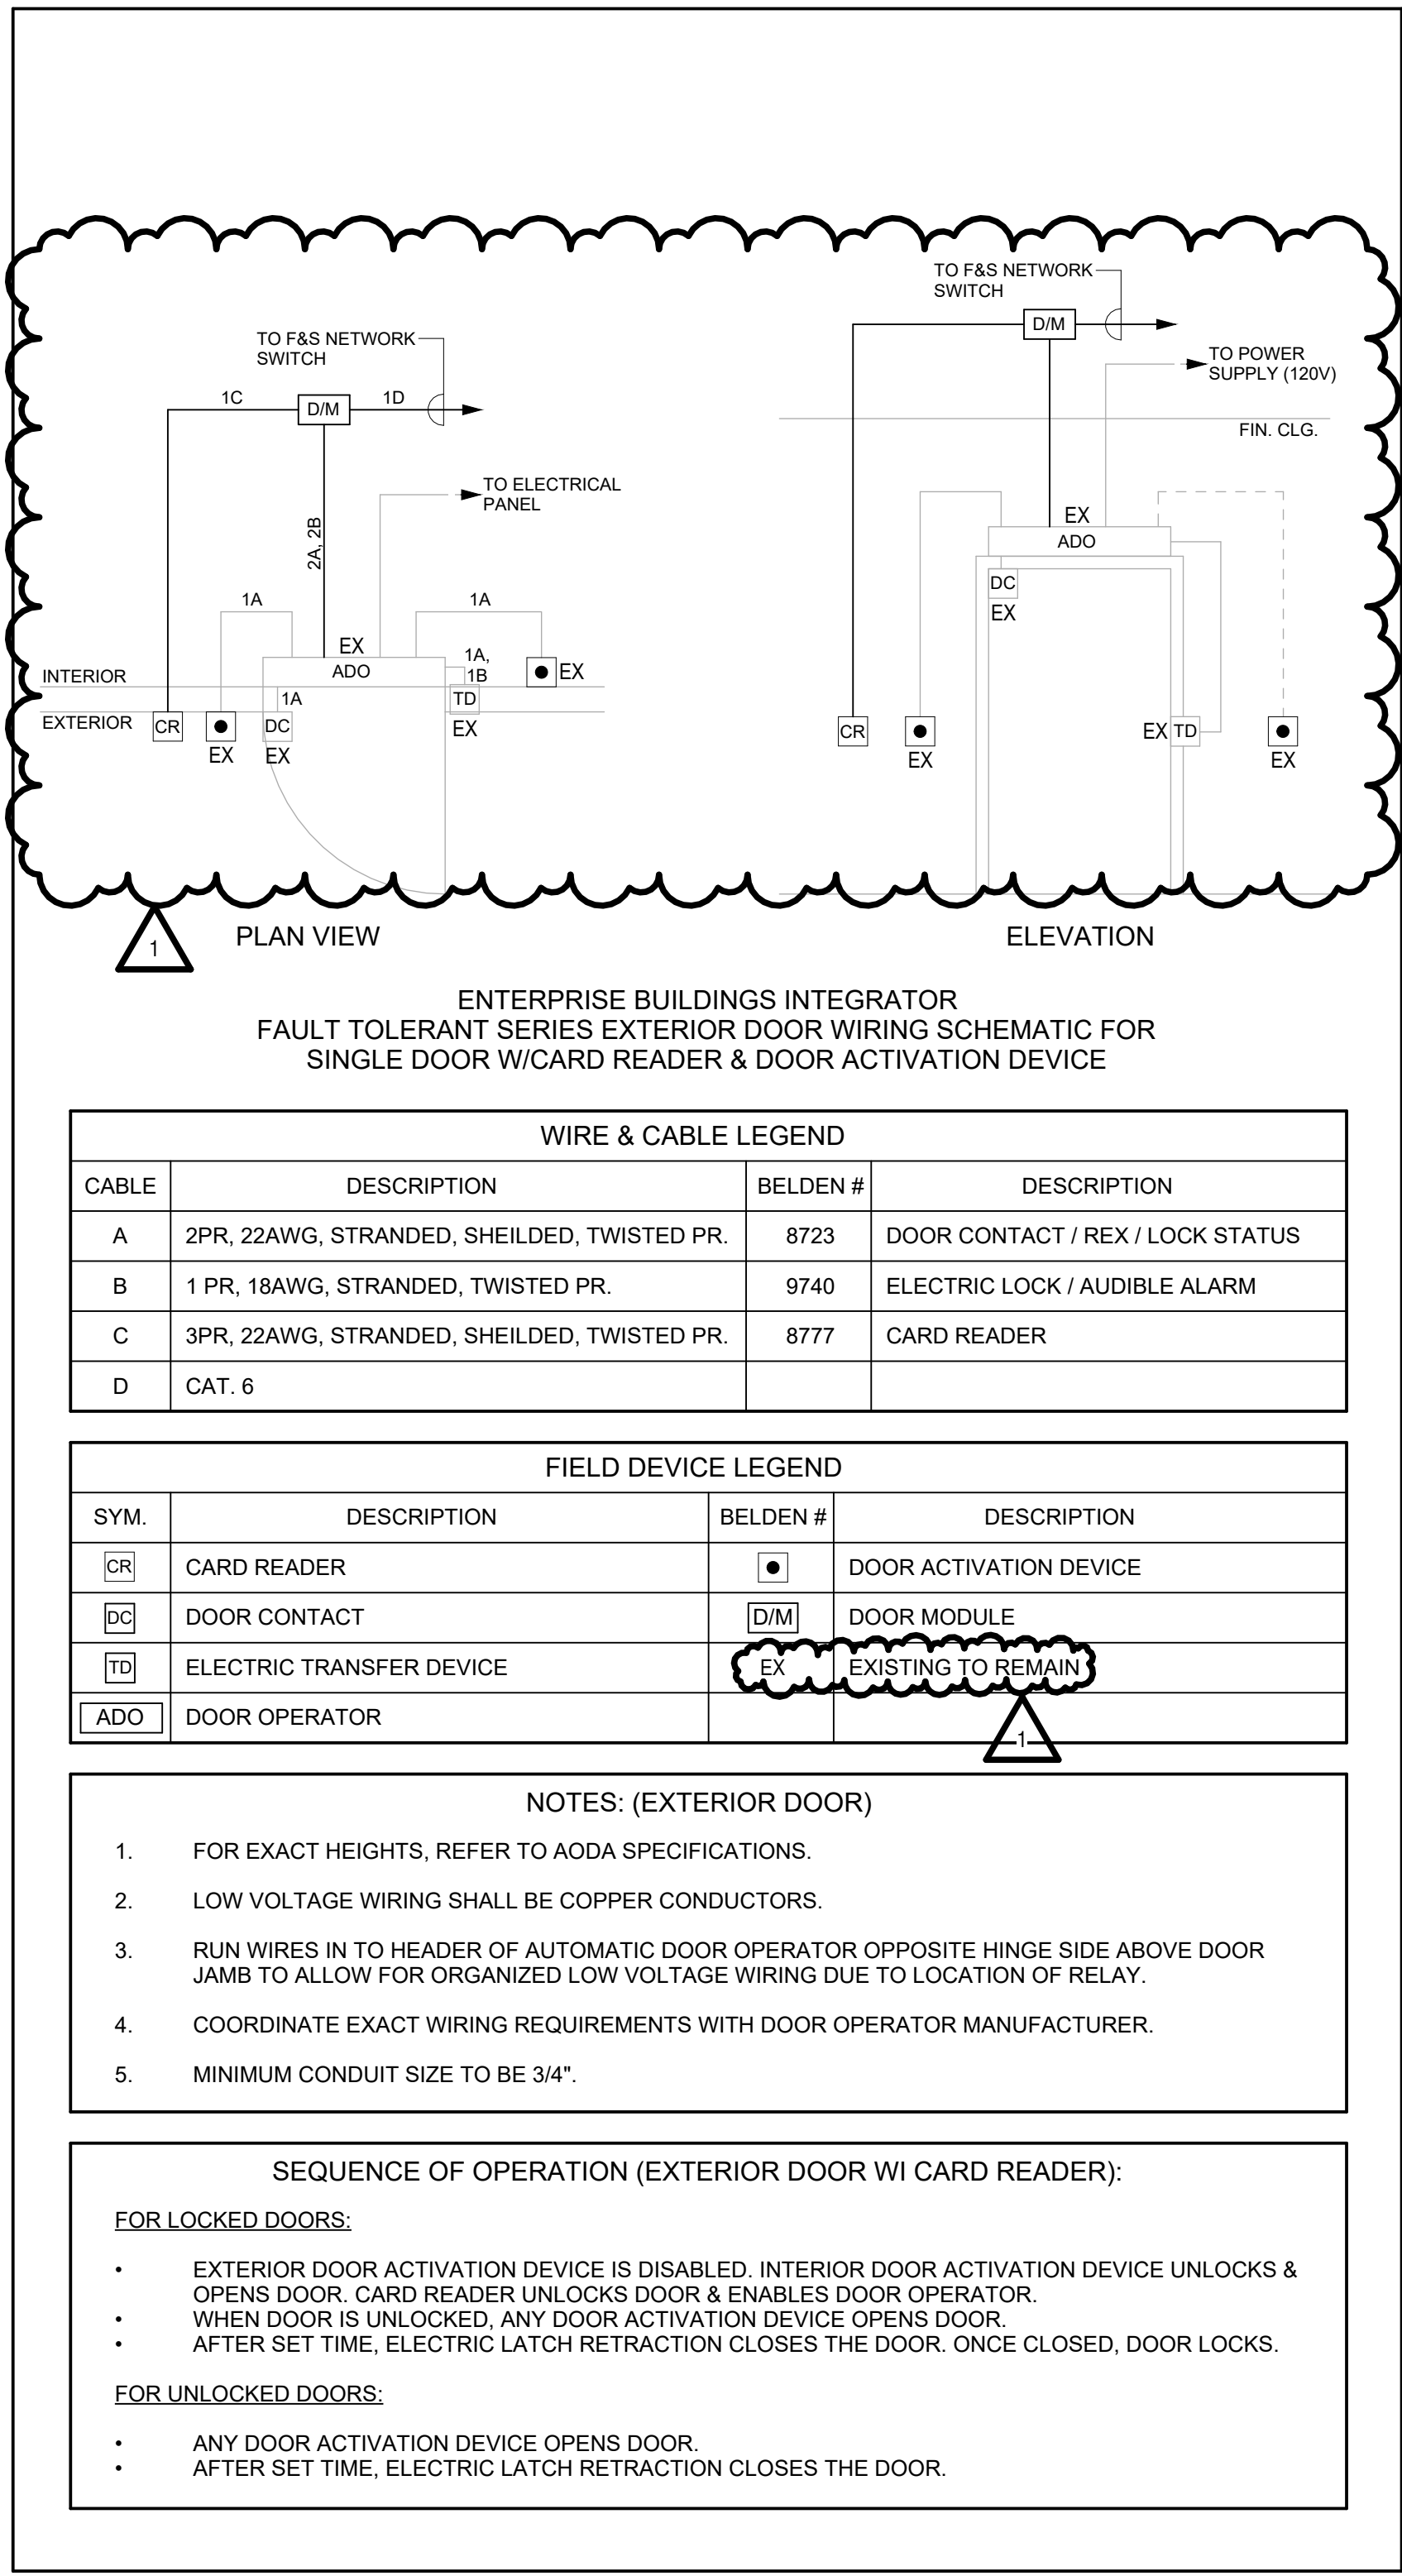 TO F&S NETWORK
SWITCH
1C
D/M
1D
TO ELECTRICAL
PANEL
2A, 2B
1A
1A
EX
ADO
1A,
1B
EX
INTERIOR
1A
TD
EXTERIOR
CR
DC
EX
EX
EX
TO F&S NETWORK
SWITCH
D/M
TO POWER
SUPPLY (120V)
FIN. CLG.
EX
ADO
DC
EX
CR
EX
EX TD
EX
1
PLAN VIEW
ELEVATION
ENTERPRISE BUILDINGS INTEGRATOR
FAULT TOLERANT SERIES EXTERIOR DOOR WIRING SCHEMATIC FOR
SINGLE DOOR W/CARD READER & DOOR ACTIVATION DEVICE
WIRE & CABLE LEGEND
CABLE DESCRIPTION BELDEN # DESCRIPTION
A 2PR, 22AWG, STRANDED, SHEILDED, TWISTED PR. 8723 DOOR CONTACT / REX / LOCK STATUS
B 1 PR, 18AWG, STRANDED, TWISTED PR. 9740 ELECTRIC LOCK / AUDIBLE ALARM
C 3PR, 22AWG, STRANDED, SHEILDED, TWISTED PR. 8777 CARD READER
D CAT. 6
FIELD DEVICE LEGEND
SYM. DESCRIPTION BELDEN # DESCRIPTION
CR CARD READER DOOR ACTIVATION DEVICE
DC DOOR CONTACT D/M DOOR MODULE
TD ELECTRIC TRANSFER DEVICE EX EXISTING TO REMAIN
ADO DOOR OPERATOR
1
NOTES: (EXTERIOR DOOR)
1. FOR EXACT HEIGHTS, REFER TO AODA SPECIFICATIONS.
2. LOW VOLTAGE WIRING SHALL BE COPPER CONDUCTORS.
3. RUN WIRES IN TO HEADER OF AUTOMATIC DOOR OPERATOR OPPOSITE HINGE SIDE ABOVE DOOR
JAMB TO ALLOW FOR ORGANIZED LOW VOLTAGE WIRING DUE TO LOCATION OF RELAY.
4. COORDINATE EXACT WIRING REQUIREMENTS WITH DOOR OPERATOR MANUFACTURER.
5. MINIMUM CONDUIT SIZE TO BE 3/4".
SEQUENCE OF OPERATION (EXTERIOR DOOR WI CARD READER):
FOR LOCKED DOORS:
• EXTERIOR DOOR ACTIVATION DEVICE IS DISABLED. INTERIOR DOOR ACTIVATION DEVICE UNLOCKS &
OPENS DOOR. CARD READER UNLOCKS DOOR & ENABLES DOOR OPERATOR.
• WHEN DOOR IS UNLOCKED, ANY DOOR ACTIVATION DEVICE OPENS DOOR.
• AFTER SET TIME, ELECTRIC LATCH RETRACTION CLOSES THE DOOR. ONCE CLOSED, DOOR LOCKS.
FOR UNLOCKED DOORS:
• ANY DOOR ACTIVATION DEVICE OPENS DOOR.
• AFTER SET TIME, ELECTRIC LATCH RETRACTION CLOSES THE DOOR.